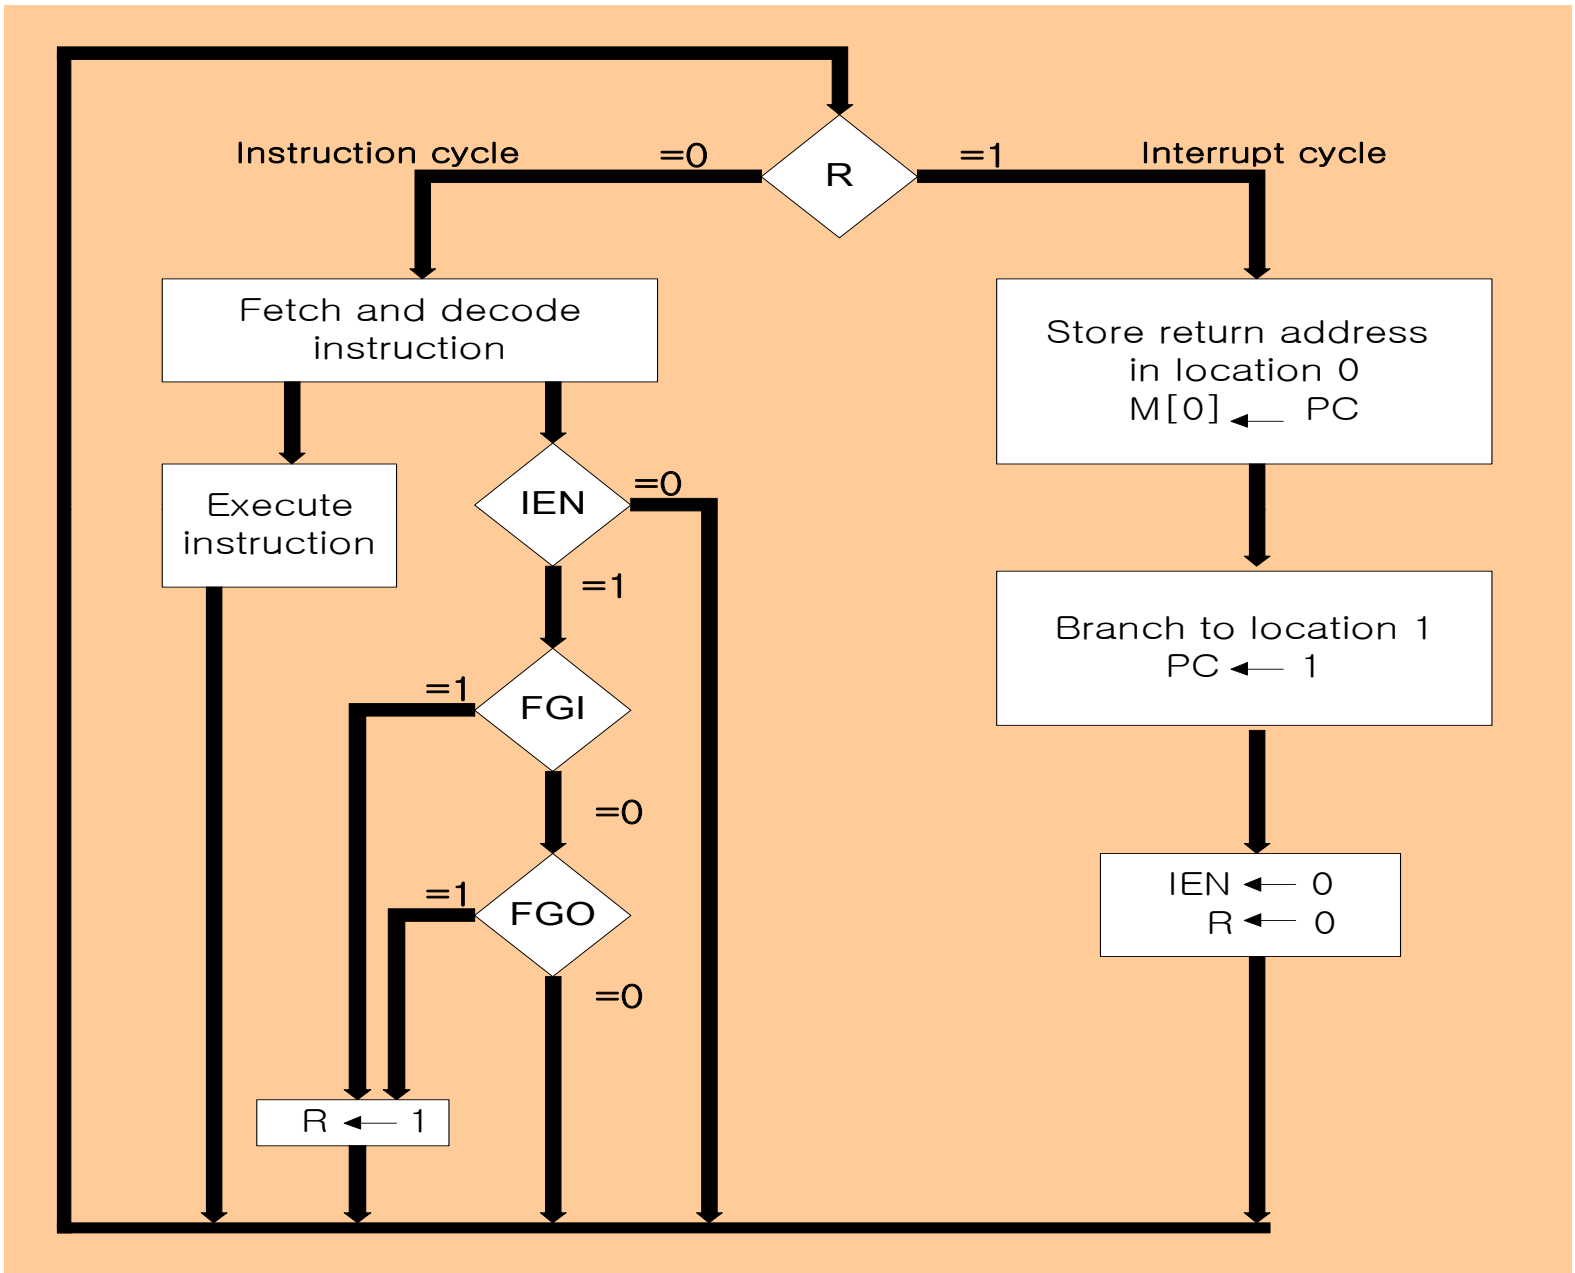 Instruction cycle
=0
R
=1
Interrupt cycle
Fetch and decode
instruction
Store return address
in location 0
M[0] ← PC
Execute
instruction
IEN
=0
=1
Branch to location 1
PC ← 1
=1
FGI
=0
=1
FGO
=0
IEN ← 0
R ← 0
R ← 1